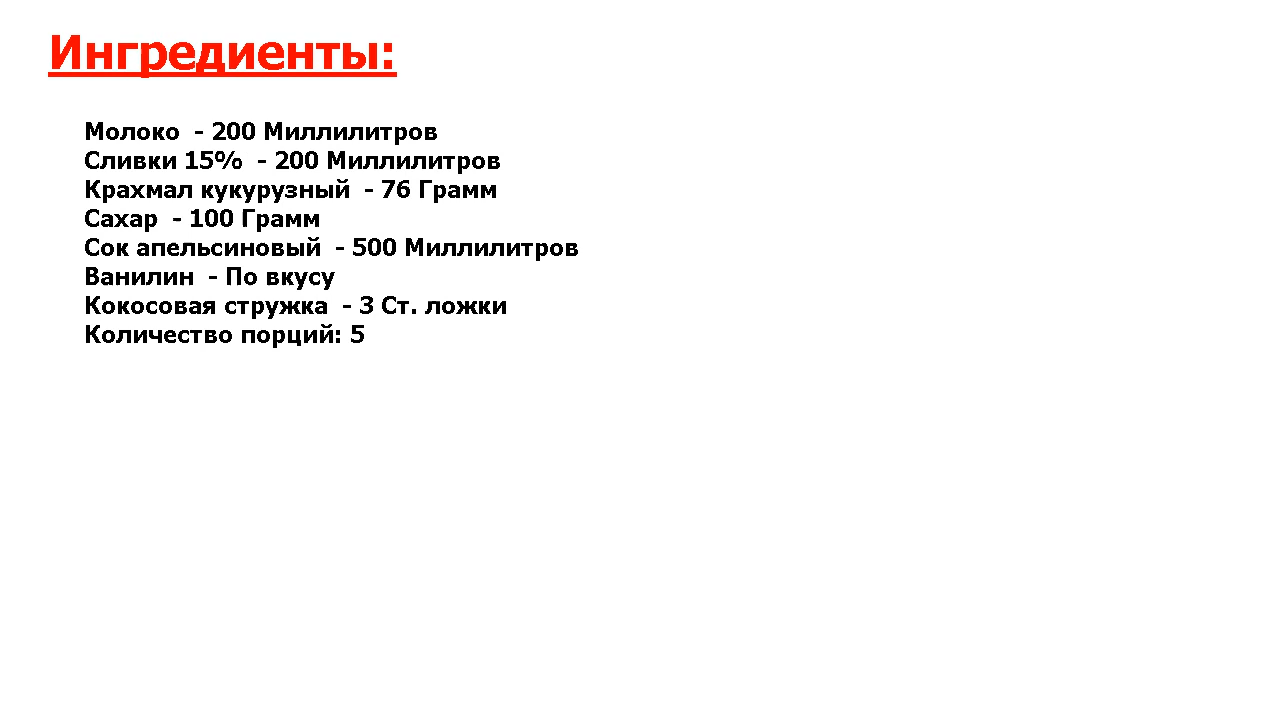 Ингредиенты:
Молоко  - 200 Миллилитров
Сливки 15%  - 200 Миллилитров
Крахмал кукурузный  - 76 Грамм
Сахар  - 100 Грамм
Сок апельсиновый  - 500 Миллилитров
Ванилин  - По вкусу
Кокосовая стружка  - 3 Ст. ложки
Количество порций: 5